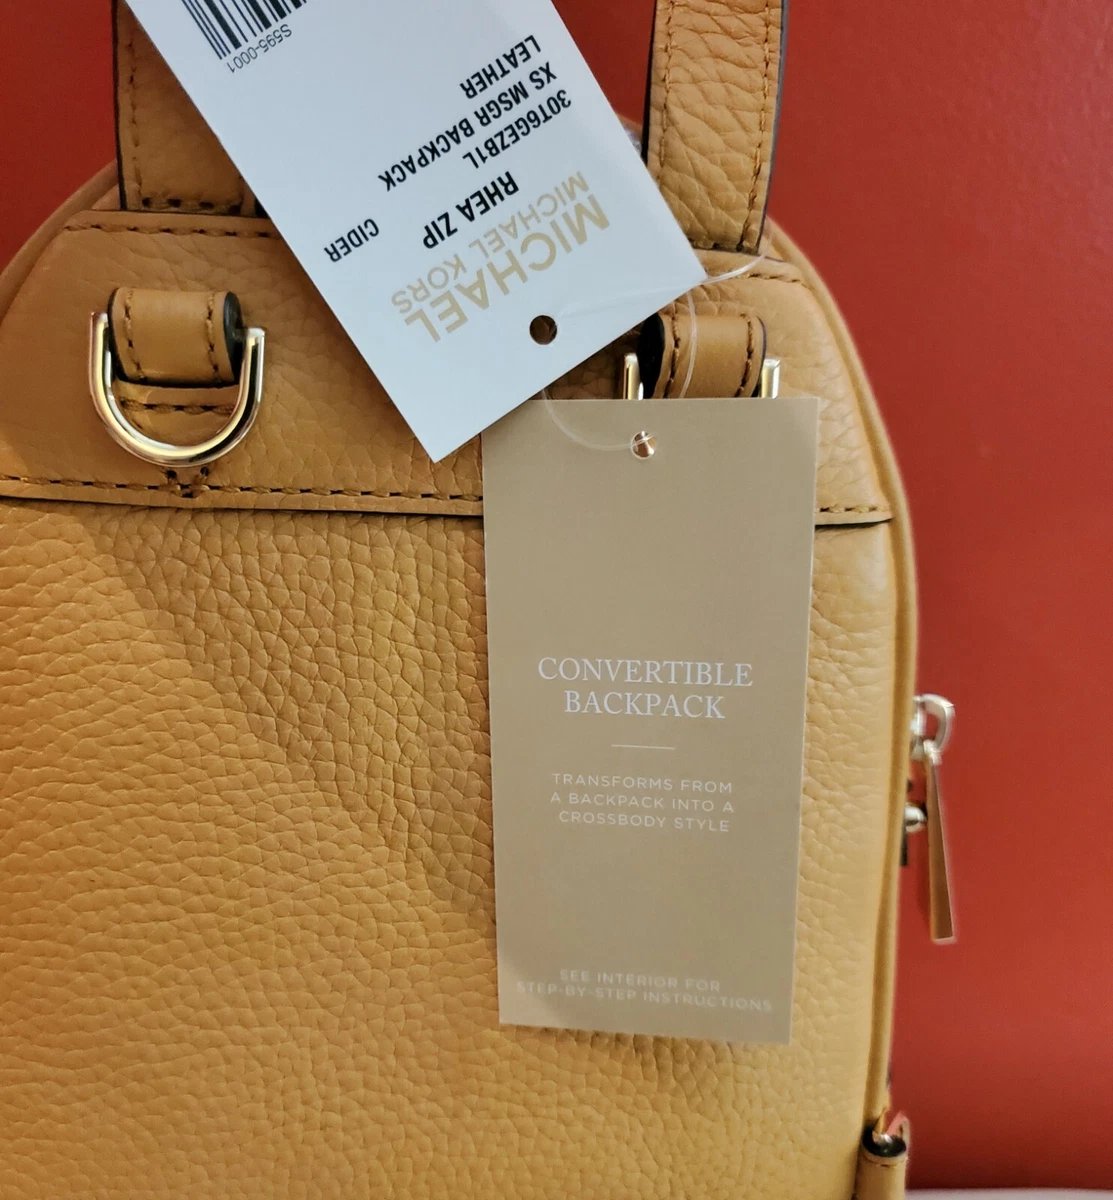 MICHAEL
MICHAEL KORS
RHEA ZIP CIDER
30T6GEZB1L
XS MSGR BACKPACK
LEATHER
S595-0001
CONVERTIBLE
BACKPACK
TRANSFORMS FROM
A BACKPACK INTO A
CROSSBODY STYLE
SEE INTERIOR FOR
STEP-BY-STEP INSTRUCTIONS